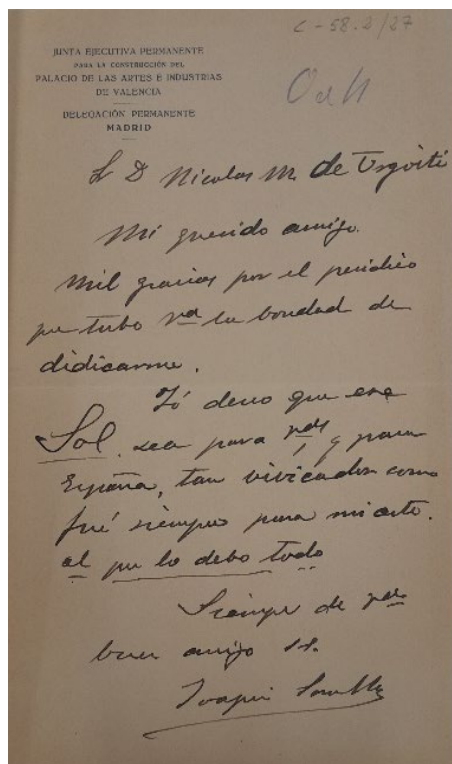 C-58.2/27
JUNTA EJECUTIVA PERMANENTE
PARA LA CONSTRUCCIÓN DEL
PALACIO DE LAS ARTES É INDUSTRIAS
DE VALENCIA
DELEGACIÓN PERMANENTE
MADRID
S D Nicolas M. de Urgoiti
Mi querido amigo.
Mil gracias por el periodico
que tubo Vd la bondad de
didicarme.
Yó deseo que ese
Sol, sea para Vds, y para
España, tan vivicador como
fué siempre para mi arte.
al que lo debo todo
Siempre de Vd
buen amigo ss.
Joaquin Sorolla